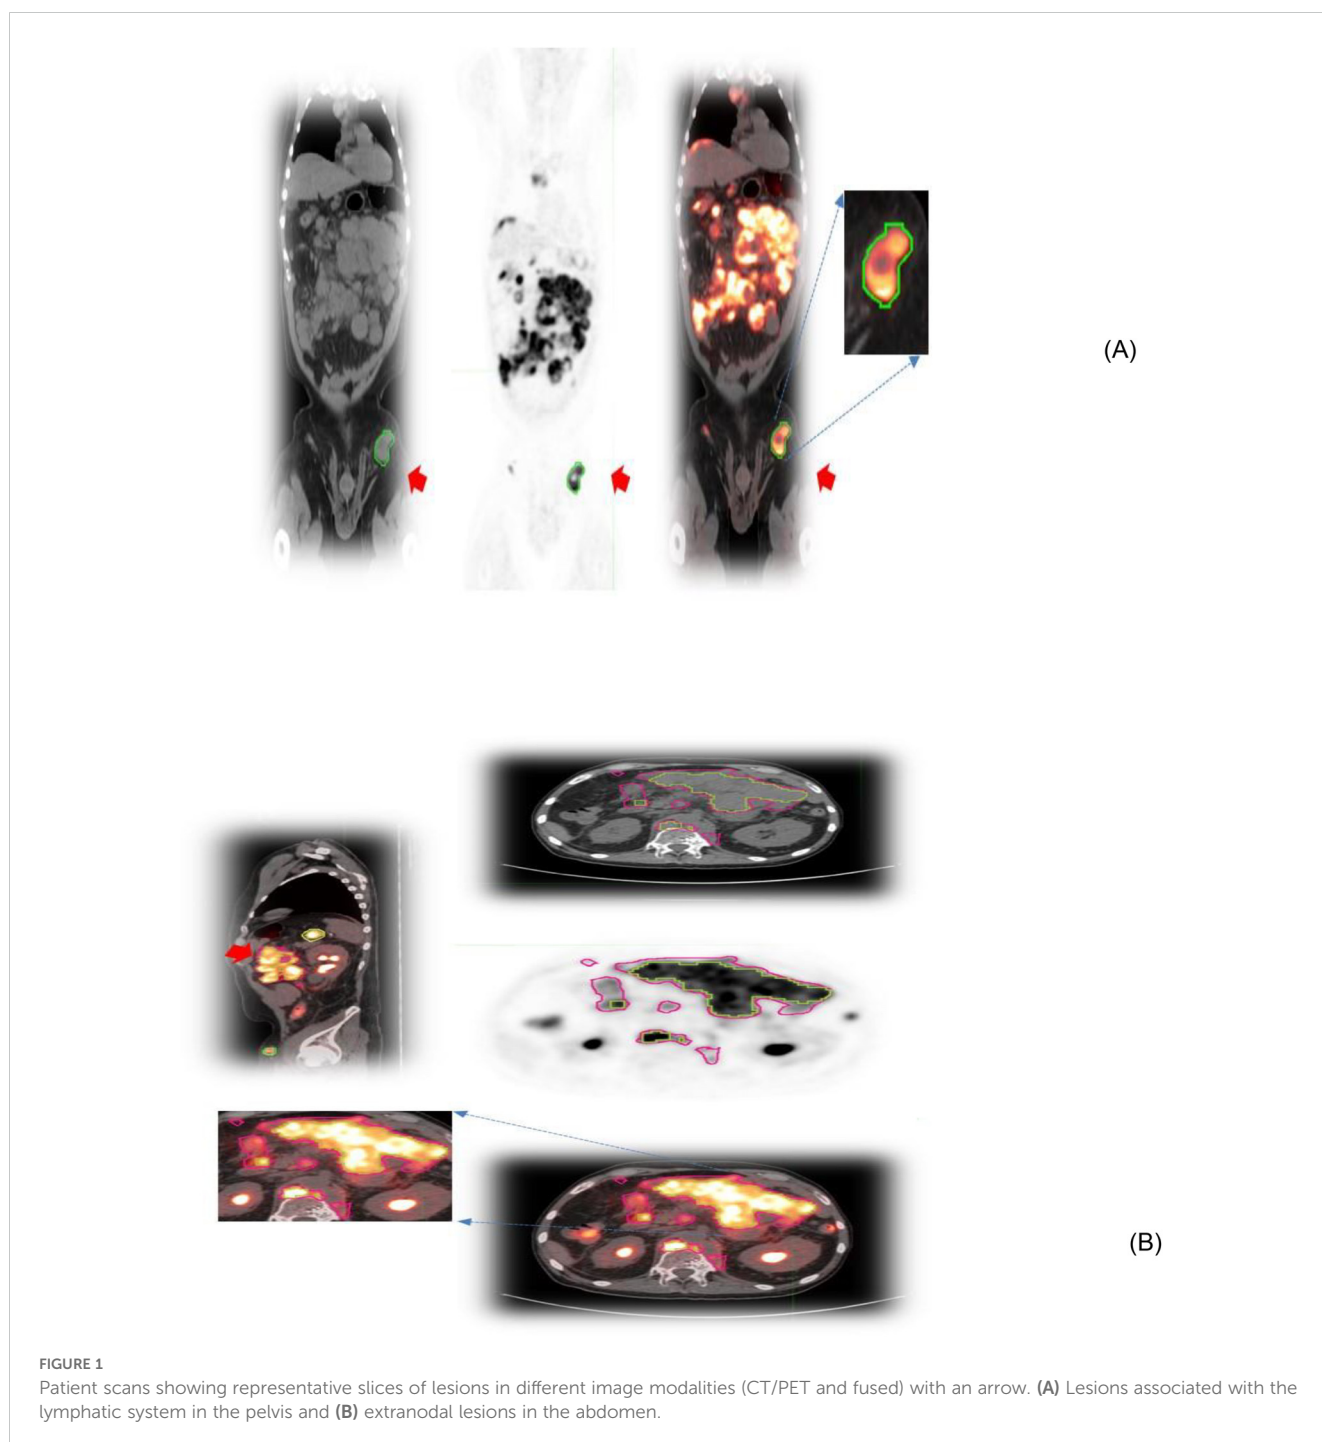 (A)
(B)
FIGURE 1
Patient scans showing representative slices of lesions in different image modalities (CT/PET and fused) with an arrow. (A) Lesions associated with the
lymphatic system in the pelvis and (B) extranodal lesions in the abdomen.